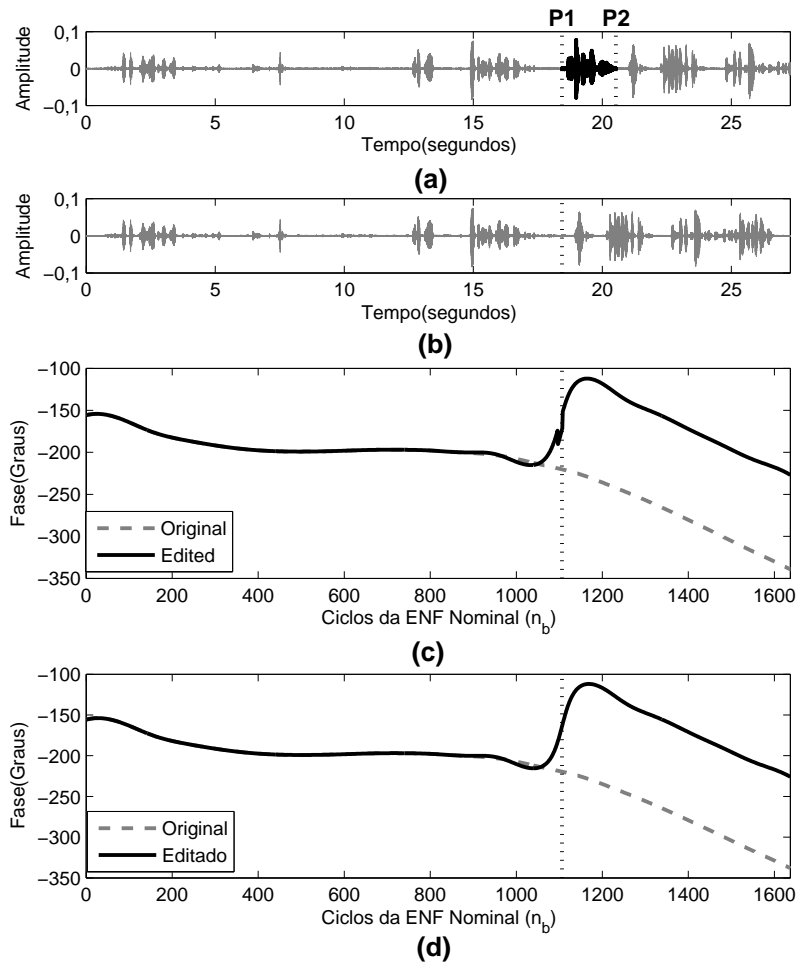 P1 P2
0,1
0
−0,1
Amplitude
0 5 10 15 20 25
Tempo(segundos)
(a)
0,1
0
−0,1
Amplitude
0 5 10 15 20 25
Tempo(segundos)
(b)
−100
−150
−200
−250
−300
−350
Fase(Graus)
Original
Edited
0 200 400 600 800 1000 1200 1400 1600
Ciclos da ENF Nominal (n_b)
(c)
−100
−150
−200
−250
−300
−350
Fase(Graus)
Original
Editado
0 200 400 600 800 1000 1200 1400 1600
Ciclos da ENF Nominal (n_b)
(d)